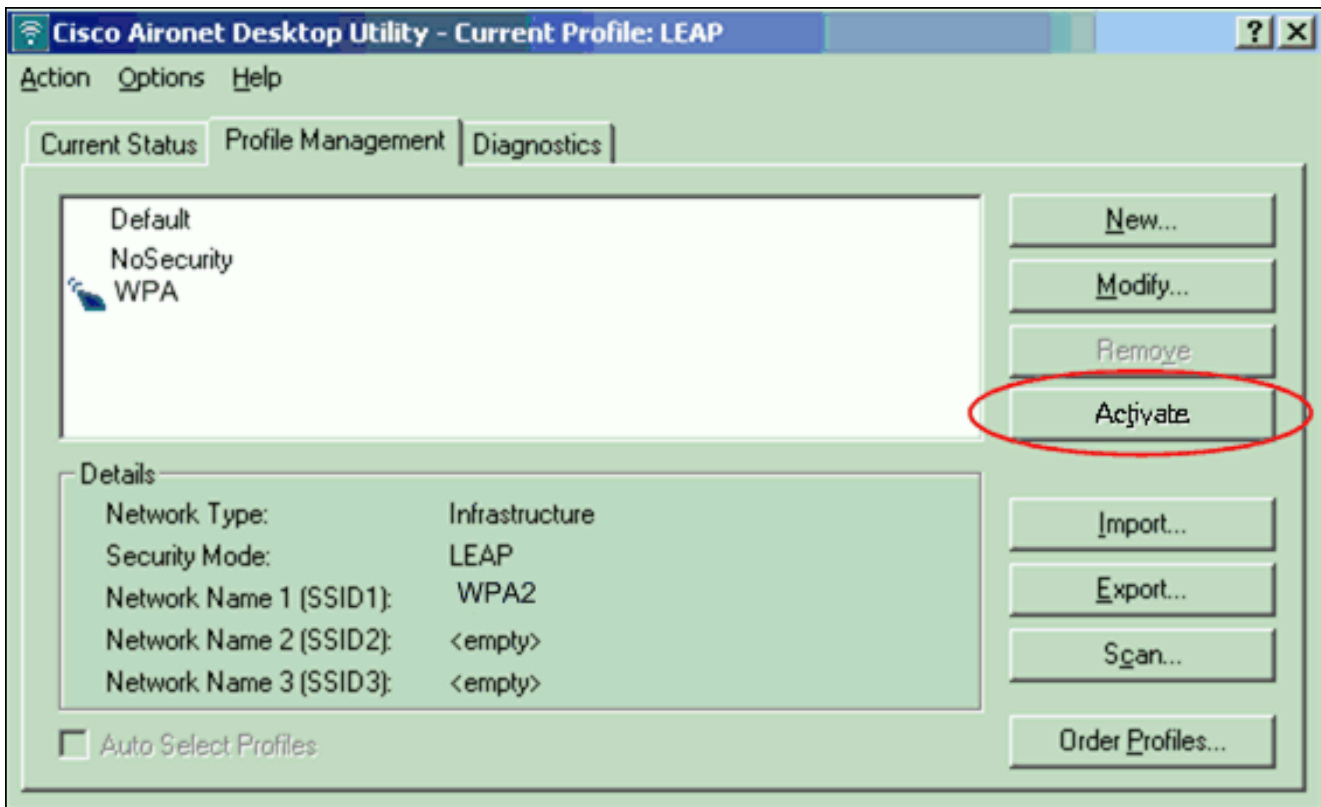 Cisco Aironet Desktop Utility - Current Profile: LEAP
Action Options Help
Current Status Profile Management Diagnostics
Default
NoSecurity
WPA
New...
Modify...
Remove
Activate
Details
Network Type: Infrastructure
Security Mode: LEAP
Network Name 1 (SSID1): WPA2
Network Name 2 (SSID2): <empty>
Network Name 3 (SSID3): <empty>
Import...
Export...
Scan...
Auto Select Profiles
Order Profiles...